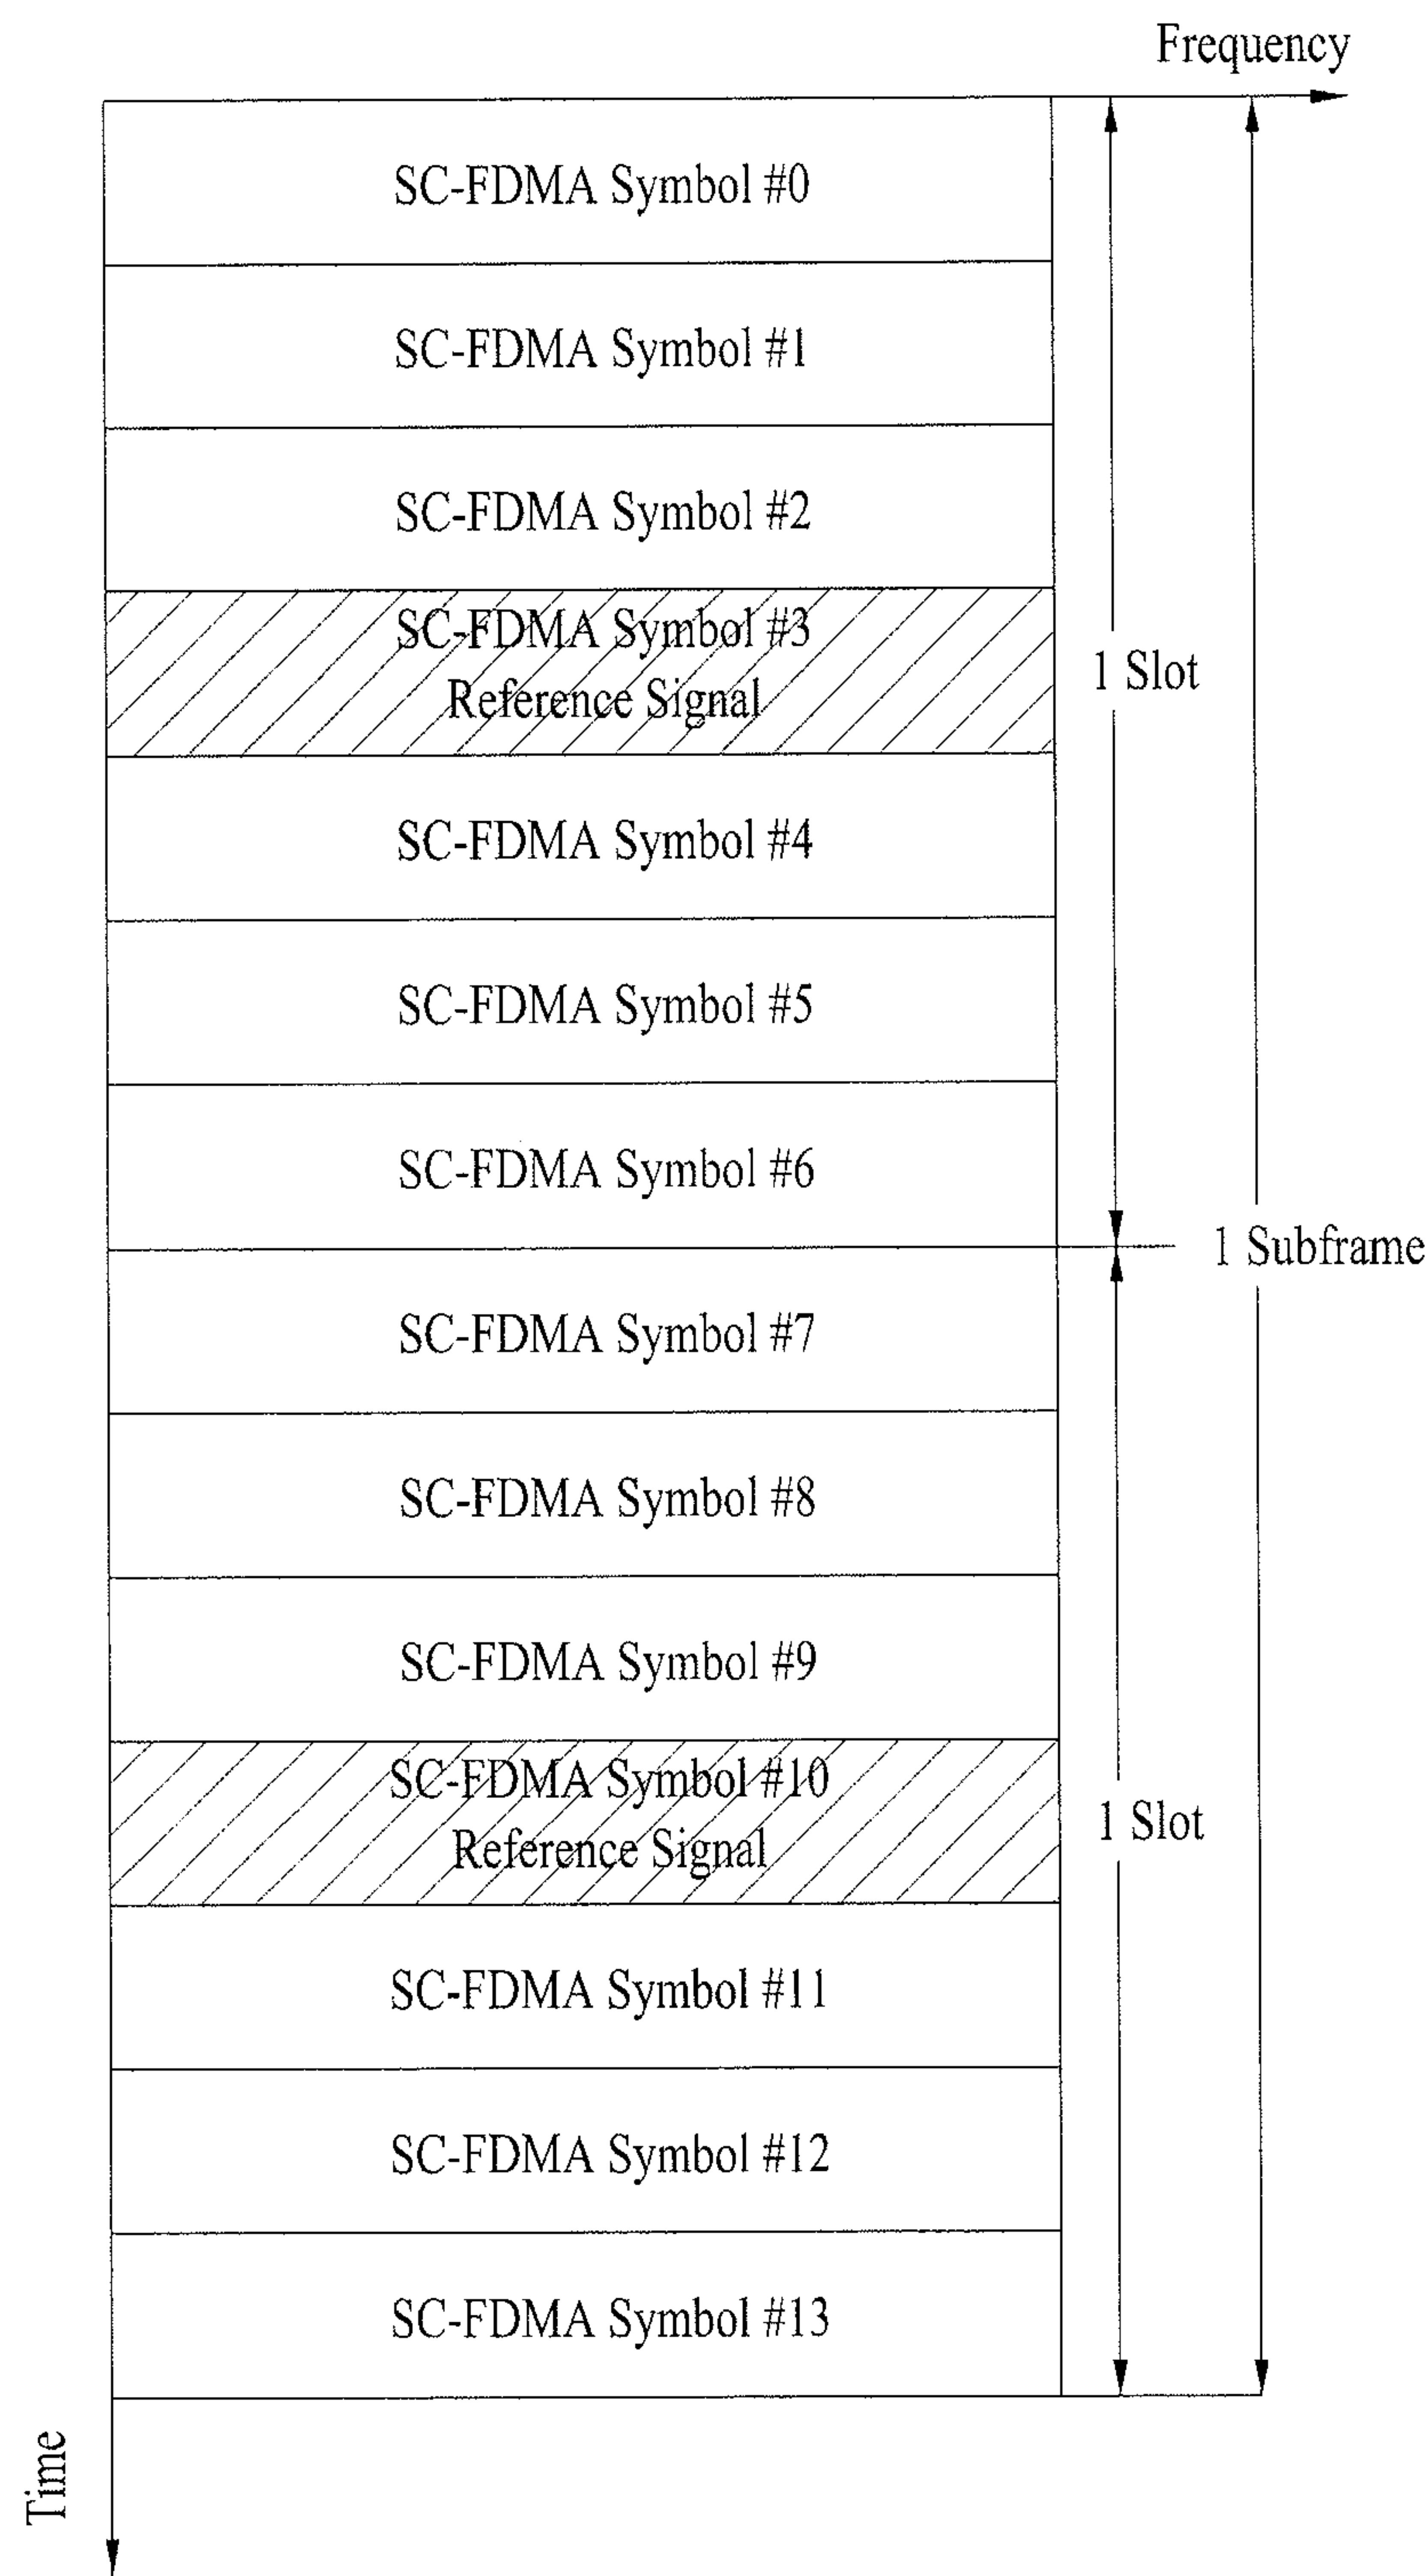 Frequency
SC-FDMA Symbol #0
SC-FDMA Symbol #1
SC-FDMA Symbol #2
SC-FDMA Symbol #3
Reference Signal
1 Slot
SC-FDMA Symbol #4
SC-FDMA Symbol #5
SC-FDMA Symbol #6
1 Subframe
SC-FDMA Symbol #7
SC-FDMA Symbol #8
SC-FDMA Symbol #9
SC-FDMA Symbol #10
Reference Signal
1 Slot
SC-FDMA Symbol #11
SC-FDMA Symbol #12
SC-FDMA Symbol #13
Time